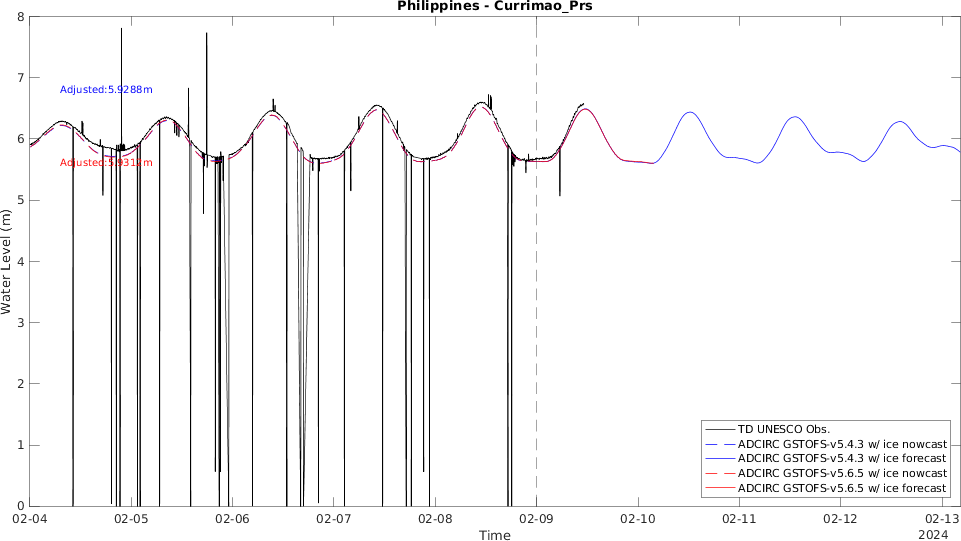 Philippines - Currimao_Prs
8
7
6
5
4
3
2
1
0
Water Level (m)
Adjusted:5.9288m
TD UNESCO Obs.
ADCIRC GSTOFS-v5.4.3 w/ ice nowcast
ADCIRC GSTOFS-v5.4.3 w/ ice forecast
ADCIRC GSTOFS-v5.6.5 w/ ice nowcast
ADCIRC GSTOFS-v5.6.5 w/ ice forecast
02-04 02-05 02-06 02-07 02-08 02-09 02-10 02-11 02-12 02-13
Time
2024